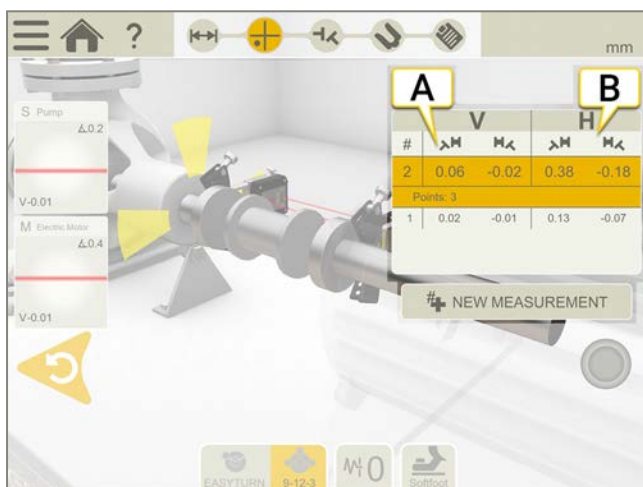 ?
mm
A
B
S Pump
∡0.2
V-0.01
M Electric Motor
∡0.4
V-0.01
V H
#
2 0.06 -0.02 0.38 -0.18
Points: 3
1 0.02 -0.01 0.13 -0.07
# NEW MEASUREMENT
EASYTURN
9-12-3
0
Softfoot